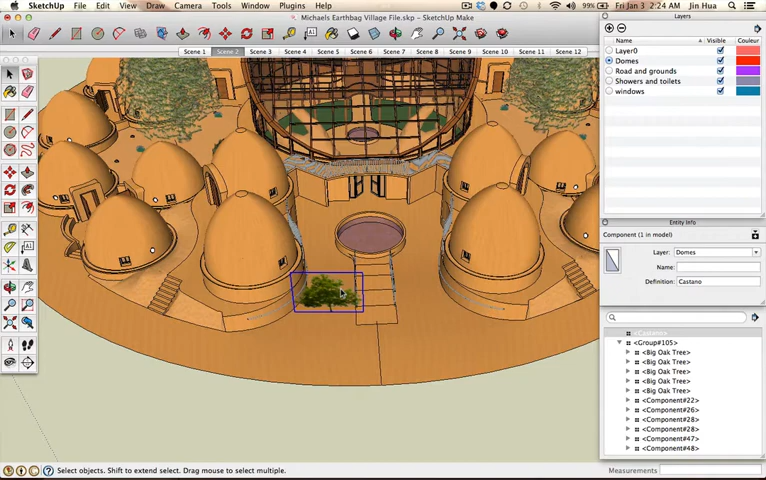 SketchUp File Edit View Camera Draw Tools Window Plugins Help 99% Fri Jan 3 2:24 AM Jin Hua
Michaels Earthbag Village File.skp - SketchUp Make
Scene 1 Scene 2 Scene 3 Scene 4 Scene 5 Scene 6 Scene 7 Scene 8 Scene 9 Scene 10 Scene 11 Scene 12
Layers
Name Visible Colour
Layer0
Domes
Road and grounds
Showers and toilets
windows
Entity Info
Component (1 in model)
Layer: Domes
Name:
Definition: Castano
<Castano>
<Group#105>
<Big Oak Tree>
<Big Oak Tree>
<Big Oak Tree>
<Big Oak Tree>
<Big Oak Tree>
<Component#22>
<Component#26>
<Component#28>
<Component#28>
<Component#47>
<Component#48>
Select objects. Shift to extend select. Drag mouse to select multiple.
Measurements